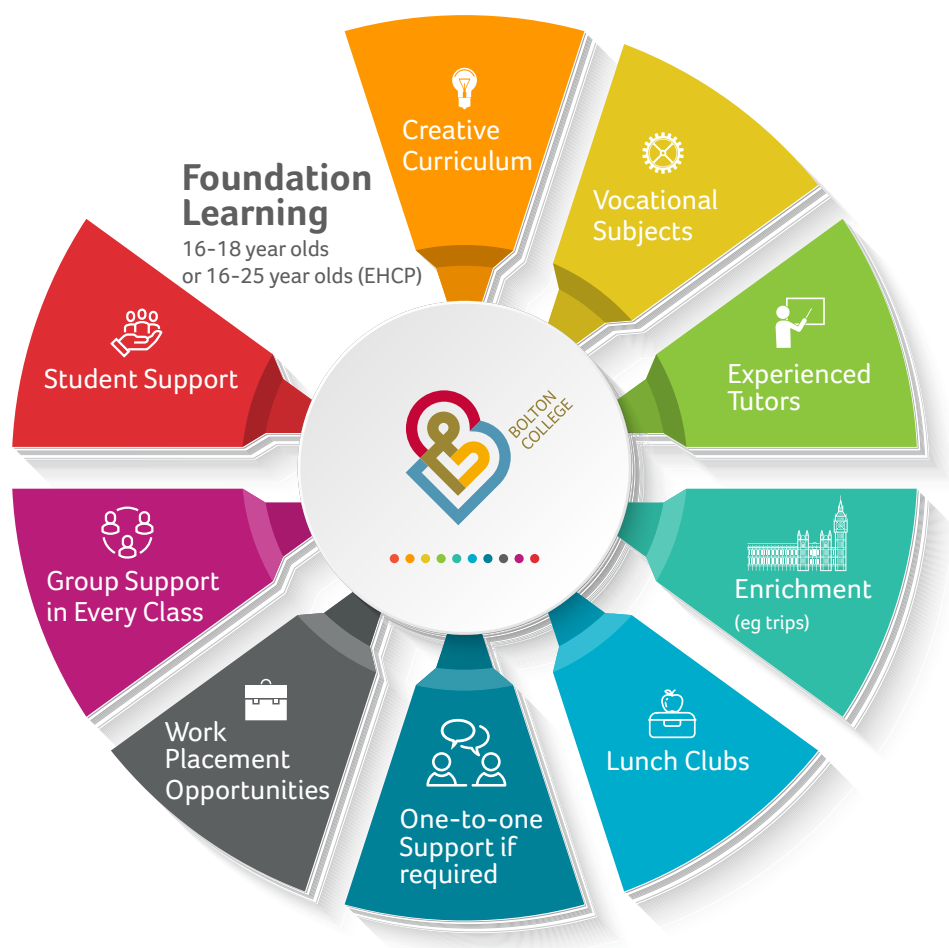 Foundation
Learning
16-18 year olds
or 16-25 year olds (EHCP)
Creative
Curriculum
Vocational
Subjects
Experienced
Tutors
Enrichment
(eg trips)
Lunch Clubs
One-to-one
Support if
required
Work
Placement
Opportunities
Group Support
in Every Class
Student Support
BOLTON
COLLEGE